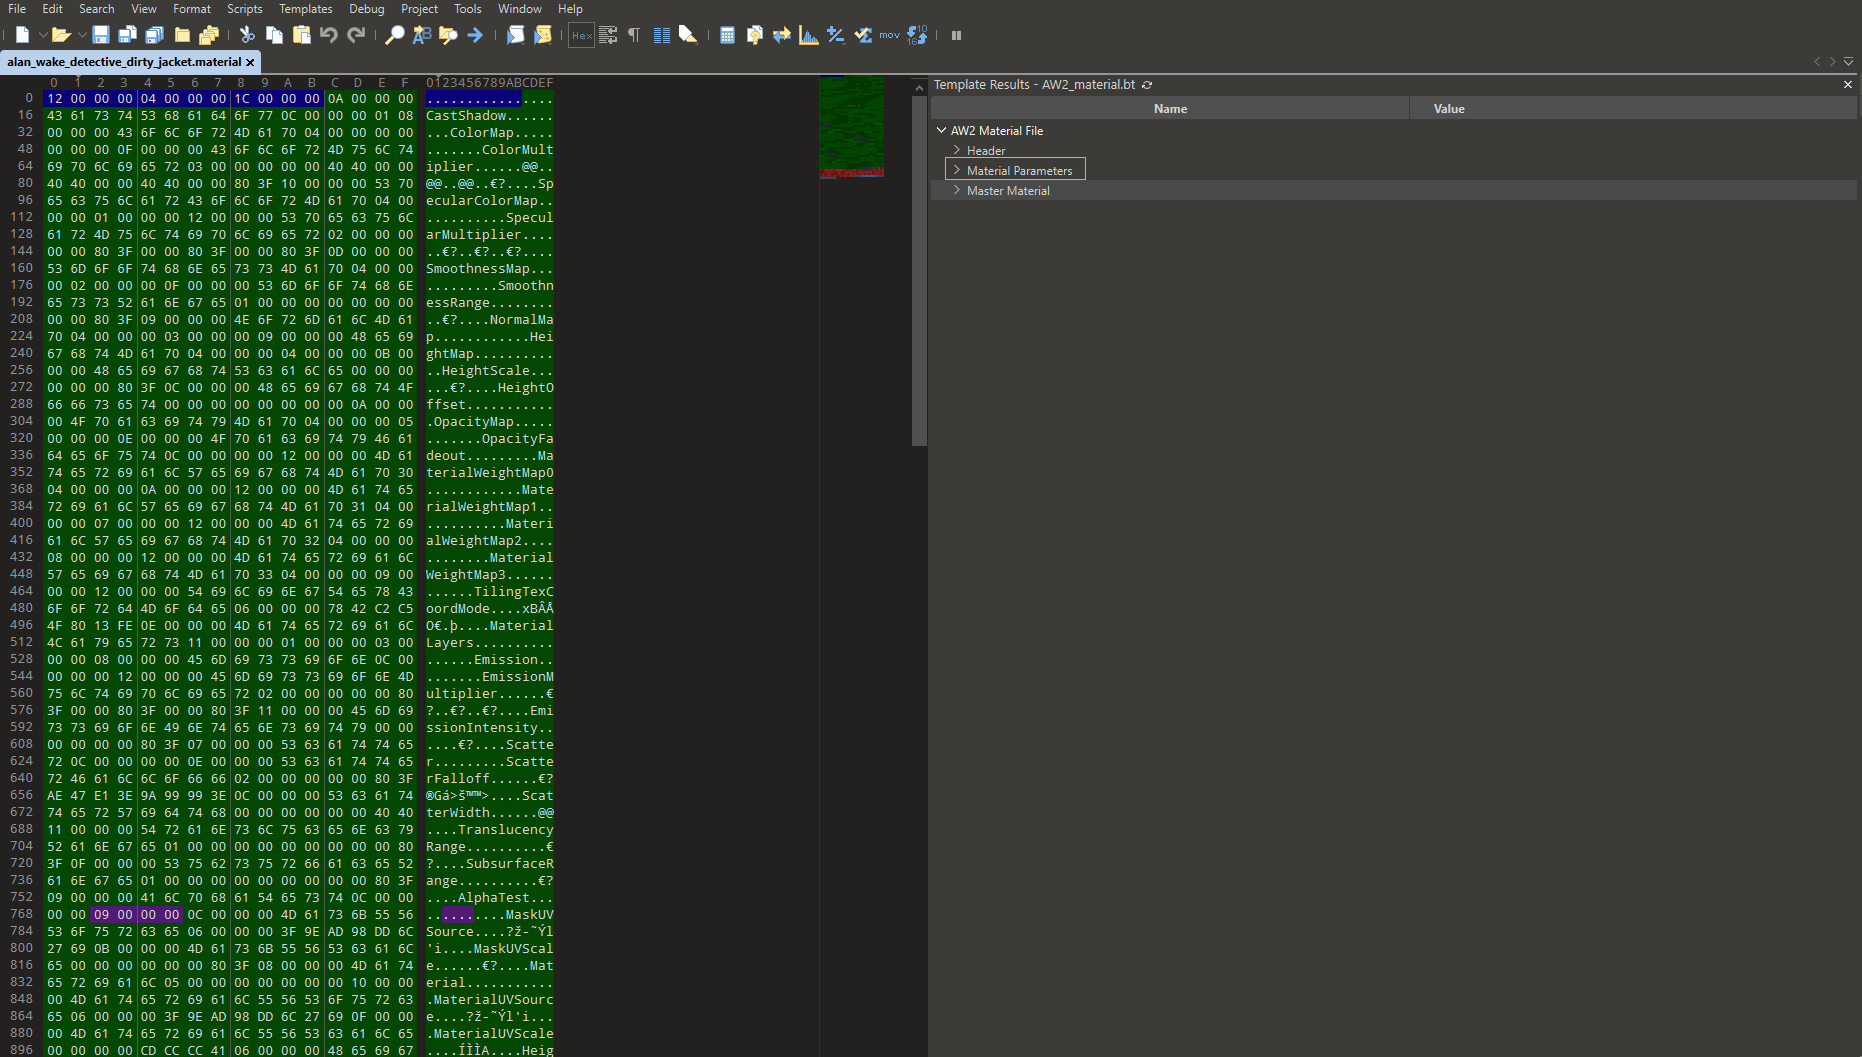 File Edit Search View Format Scripts Templates Debug Project Tools Window Help
alan_wake_detective_dirty_jacket.material ×
0 1 2 3 4 5 6 7 8 9 A B C D E F 0123456789ABCDEF
0 12 00 00 00 04 00 00 00 1C 00 00 00 0A 00 00 00 ................
16 43 61 73 74 53 68 61 64 6F 77 0C 00 00 00 01 08 CastShadow......
32 00 00 00 43 6F 6C 6F 72 4D 61 70 04 00 00 00 00 ...ColorMap.....
48 00 00 00 0F 00 00 00 43 6F 6C 6F 72 4D 75 6C 74 .......ColorMult
64 69 70 6C 69 65 72 03 00 00 00 00 00 40 40 00 00 iplier......@@..
80 40 40 00 00 40 40 00 00 80 3F 10 00 00 00 53 70 @@..@@..€?....Sp
96 65 63 75 6C 61 72 43 6F 6C 6F 72 4D 61 70 04 00 ecularColorMap..
112 00 00 01 00 00 00 12 00 00 00 53 70 65 63 75 6C ..........Specul
128 61 72 4D 75 6C 74 69 70 6C 69 65 72 02 00 00 00 arMultiplier....
144 00 00 80 3F 00 00 80 3F 00 00 80 3F 0D 00 00 00 ..€?..€?..€?....
160 53 6D 6F 6F 74 68 6E 65 73 73 4D 61 70 04 00 00 SmoothnessMap...
176 00 02 00 00 00 0F 00 00 00 53 6D 6F 6F 74 68 6E .........Smoothn
192 65 73 73 52 61 6E 67 65 01 00 00 00 00 00 00 00 essRange........
208 00 00 80 3F 09 00 00 00 4E 6F 72 6D 61 6C 4D 61 ..€?....NormalMa
224 70 04 00 00 00 03 00 00 00 09 00 00 00 48 65 69 p............Hei
240 67 68 74 4D 61 70 04 00 00 00 04 00 00 00 0B 00 ghtMap..........
256 00 00 48 65 69 67 68 74 53 63 61 6C 65 00 00 00 ..HeightScale...
272 00 00 00 80 3F 0C 00 00 00 48 65 69 67 68 74 4F ...€?....HeightO
288 66 66 73 65 74 00 00 00 00 00 00 00 00 0A 00 00 ffset...........
304 00 4F 70 61 63 69 74 79 4D 61 70 04 00 00 00 05 .OpacityMap.....
320 00 00 00 0E 00 00 00 4F 70 61 63 69 74 79 46 61 .......OpacityFa
336 64 65 6F 75 74 0C 00 00 00 00 12 00 00 00 4D 61 deout.........Ma
352 74 65 72 69 61 6C 57 65 69 67 68 74 4D 61 70 30 terialWeightMap0
368 04 00 00 00 0A 00 00 00 12 00 00 00 4D 61 74 65 ............Mate
384 72 69 61 6C 57 65 69 67 68 74 4D 61 70 31 04 00 rialWeightMap1..
400 00 00 07 00 00 00 12 00 00 00 4D 61 74 65 72 69 ..........Materi
416 61 6C 57 65 69 67 68 74 4D 61 70 32 04 00 00 00 alWeightMap2....
432 08 00 00 00 12 00 00 00 4D 61 74 65 72 69 61 6C ........Material
448 57 65 69 67 68 74 4D 61 70 33 04 00 00 00 09 00 WeightMap3......
464 00 00 12 00 00 00 54 69 6C 69 6E 67 54 65 78 43 ......TilingTexC
480 6F 6F 72 64 4D 6F 64 65 06 00 00 00 78 42 C2 C5 oordMode....xBÂÅ
496 4F 80 13 FE 0E 00 00 00 4D 61 74 65 72 69 61 6C O€.þ....Material
512 4C 61 79 65 72 73 11 00 00 00 01 00 00 00 03 00 Layers..........
528 00 00 08 00 00 00 45 6D 69 73 73 69 6F 6E 0C 00 ......Emission..
544 00 00 00 12 00 00 00 45 6D 69 73 73 69 6F 6E 4D .......EmissionM
560 75 6C 74 69 70 6C 69 65 72 02 00 00 00 00 00 80 ultiplier......€
576 3F 00 00 80 3F 00 00 80 3F 11 00 00 00 45 6D 69 ?..€?..€?....Emi
592 73 73 69 6F 6E 49 6E 74 65 6E 73 69 74 79 00 00 ssionIntensity..
608 00 00 00 00 80 3F 07 00 00 00 53 63 61 74 74 65 ....€?....Scatte
624 72 0C 00 00 00 00 0E 00 00 00 53 63 61 74 74 65 r.........Scatte
640 72 46 61 6C 6C 6F 66 66 02 00 00 00 00 00 80 3F rFalloff......€?
656 AE 47 E1 3E 9A 99 99 3E 0C 00 00 00 53 63 61 74 ®Gá>š™™>....Scat
672 74 65 72 57 69 64 74 68 00 00 00 00 00 00 40 40 terWidth......@@
688 11 00 00 00 54 72 61 6E 73 6C 75 63 65 6E 63 79 ....Translucency
704 52 61 6E 67 65 01 00 00 00 00 00 00 00 00 00 80 Range..........€
720 3F 0F 00 00 00 53 75 62 73 75 72 66 61 63 65 52 ?....SubsurfaceR
736 61 6E 67 65 01 00 00 00 00 00 00 00 00 00 80 3F ange..........€?
752 09 00 00 00 41 6C 70 68 61 54 65 73 74 0C 00 00 ....AlphaTest...
768 00 00 09 00 00 00 0C 00 00 00 4D 61 73 6B 55 56 ..........MaskUV
784 53 6F 75 72 63 65 06 00 00 00 3F 9E AD 98 DD 6C Source....?ž-˜Ýl
800 27 69 0B 00 00 00 4D 61 73 6B 55 56 53 63 61 6C 'i....MaskUVScal
816 65 00 00 00 00 00 00 80 3F 08 00 00 00 4D 61 74 e......€?....Mat
832 65 72 69 61 6C 05 00 00 00 00 00 00 00 10 00 00 erial...........
848 00 4D 61 74 65 72 69 61 6C 55 56 53 6F 75 72 63 .MaterialUVSourc
864 65 06 00 00 00 3F 9E AD 98 DD 6C 27 69 0F 00 00 e....?ž-˜Ýl'i...
880 00 4D 61 74 65 72 69 61 6C 55 56 53 63 61 6C 65 .MaterialUVScale
896 00 00 00 00 CD CC CC 41 06 00 00 00 48 65 69 67 ....ÍÌÌA....Heig
Template Results - AW2_material.bt
Name Value
AW2 Material File
Header
Material Parameters
Master Material